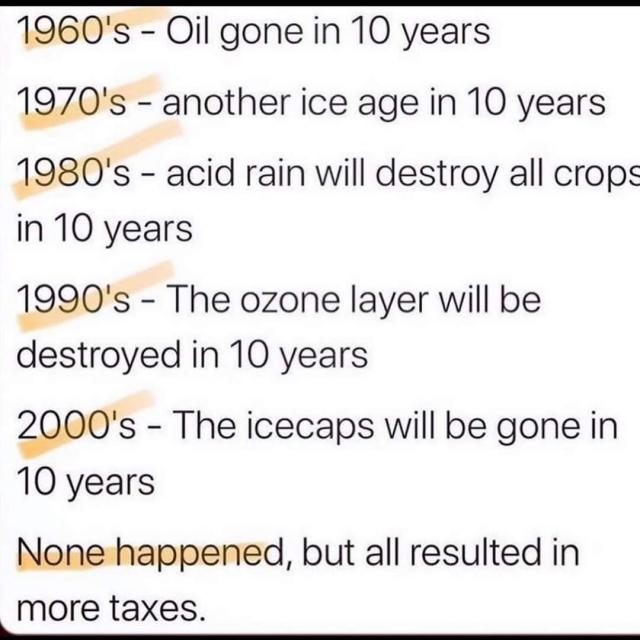 1960's - Oil gone in 10 years
1970's - another ice age in 10 years
1980's - acid rain will destroy all crops
in 10 years
1990's - The ozone layer will be
destroyed in 10 years
2000's - The icecaps will be gone in
10 years
None happened, but all resulted in
more taxes.